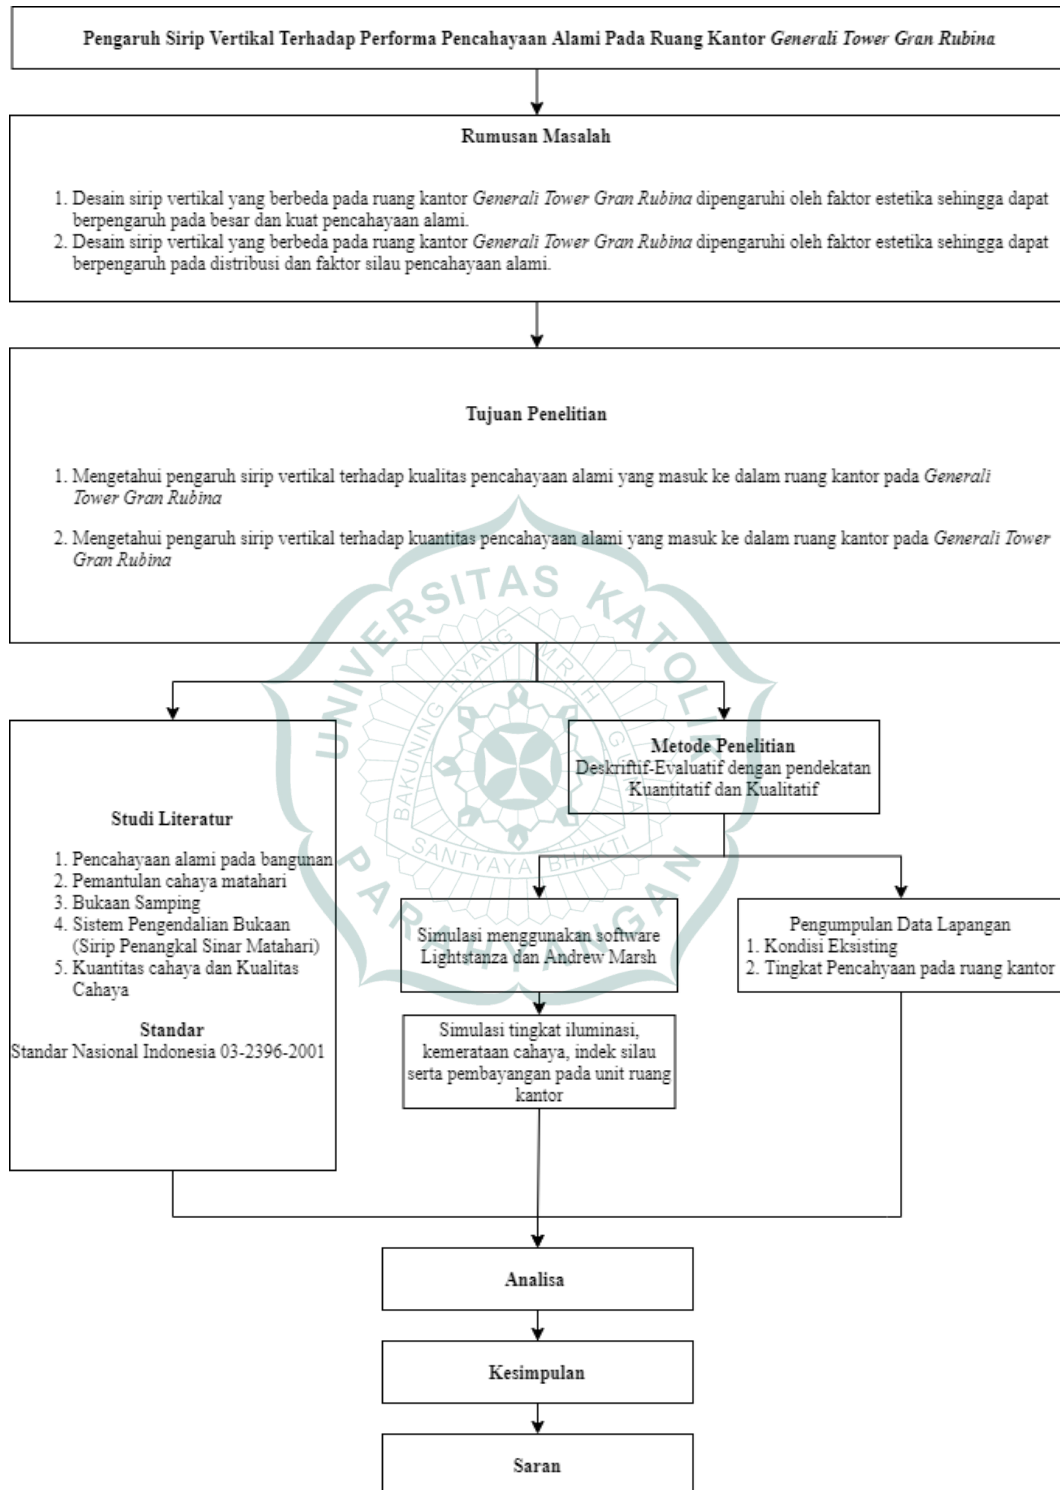 Pengaruh Sirip Vertikal Terhadap Performa Pencahayaan Alami Pada Ruang Kantor Generali Tower Gran Rubina
Rumusan Masalah
1. Desain sirip vertikal yang berbeda pada ruang kantor Generali Tower Gran Rubina dipengaruhi oleh faktor estetika sehingga dapat
berpengaruh pada besar dan kuat pencahayaan alami.
2. Desain sirip vertikal yang berbeda pada ruang kantor Generali Tower Gran Rubina dipengaruhi oleh faktor estetika sehingga dapat
berpengaruh pada distribusi dan faktor silau pencahayaan alami.
Tujuan Penelitian
1. Mengetahui pengaruh sirip vertikal terhadap kualitas pencahayaan alami yang masuk ke dalam ruang kantor pada Generali
Tower Gran Rubina
2. Mengetahui pengaruh sirip vertikal terhadap kuantitas pencahayaan alami yang masuk ke dalam ruang kantor pada Generali Tower
Gran Rubina
UNIVERSITAS KATOLIK
PARAHYANGAN
BAKUNING HYANG MRIH GUNA
SANTYAYA BHAKTI
Studi Literatur
1. Pencahayaan alami pada bangunan
2. Pemantulan cahaya matahari
3. Bukaan Samping
4. Sistem Pengendalian Bukaan
(Sirip Penangkal Sinar Matahari)
5. Kuantitas cahaya dan Kualitas
Cahaya
Standar
Standar Nasional Indonesia 03-2396-2001
Metode Penelitian
Deskriftif-Evaluatif dengan pendekatan
Kuantitatif dan Kualitatif
Simulasi menggunakan software
Lightstanza dan Andrew Marsh
Pengumpulan Data Lapangan
1. Kondisi Eksisting
2. Tingkat Pencahyaan pada ruang kantor
Simulasi tingkat iluminasi,
kemerataan cahaya, indek silau
serta pembayangan pada unit ruang
kantor
Analisa
Kesimpulan
Saran